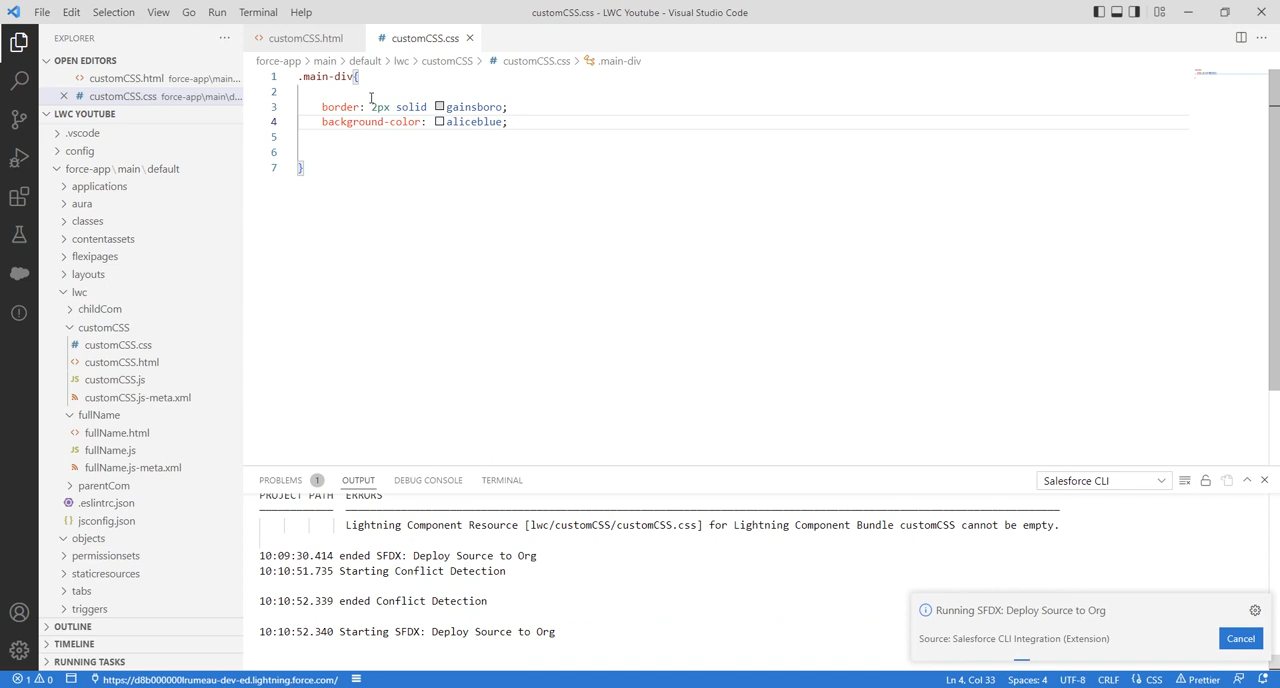 File Edit Selection View Go Run Terminal Help
customCSS.css - LWC Youtube - Visual Studio Code
EXPLORER
OPEN EDITORS
customCSS.html force-app\main...
customCSS.css force-app\main\d...
LWC YOUTUBE
.vscode
config
force-app\main\default
applications
aura
classes
contentassets
flexipages
layouts
lwc
childCom
customCSS
customCSS.css
customCSS.html
customCSS.js
customCSS.js-meta.xml
fullName
fullName.html
fullName.js
fullName.js-meta.xml
parentCom
.eslintrc.json
jsconfig.json
objects
permissionsets
staticresources
tabs
triggers
OUTLINE
TIMELINE
RUNNING TASKS
customCSS.html
customCSS.css
force-app > main > default > lwc > customCSS > customCSS.css > .main-div
1 .main-div{
2
3 border: 2px solid gainsboro;
4 background-color: aliceblue;
5
6
7 }
PROBLEMS 1 OUTPUT DEBUG CONSOLE TERMINAL
Salesforce CLI
PROJECT PATH ERRORS
Lightning Component Resource [lwc/customCSS/customCSS.css] for Lightning Component Bundle customCSS cannot be empty.
10:09:30.414 ended SFDX: Deploy Source to Org
10:10:51.735 Starting Conflict Detection
10:10:52.339 ended Conflict Detection
10:10:52.340 Starting SFDX: Deploy Source to Org
Running SFDX: Deploy Source to Org
Source: Salesforce CLI Integration (Extension)
Cancel
1 0 https://d8b000000lrumeau-dev-ed.lightning.force.com/
Ln 4, Col 33 Spaces: 4 UTF-8 CRLF CSS Prettier